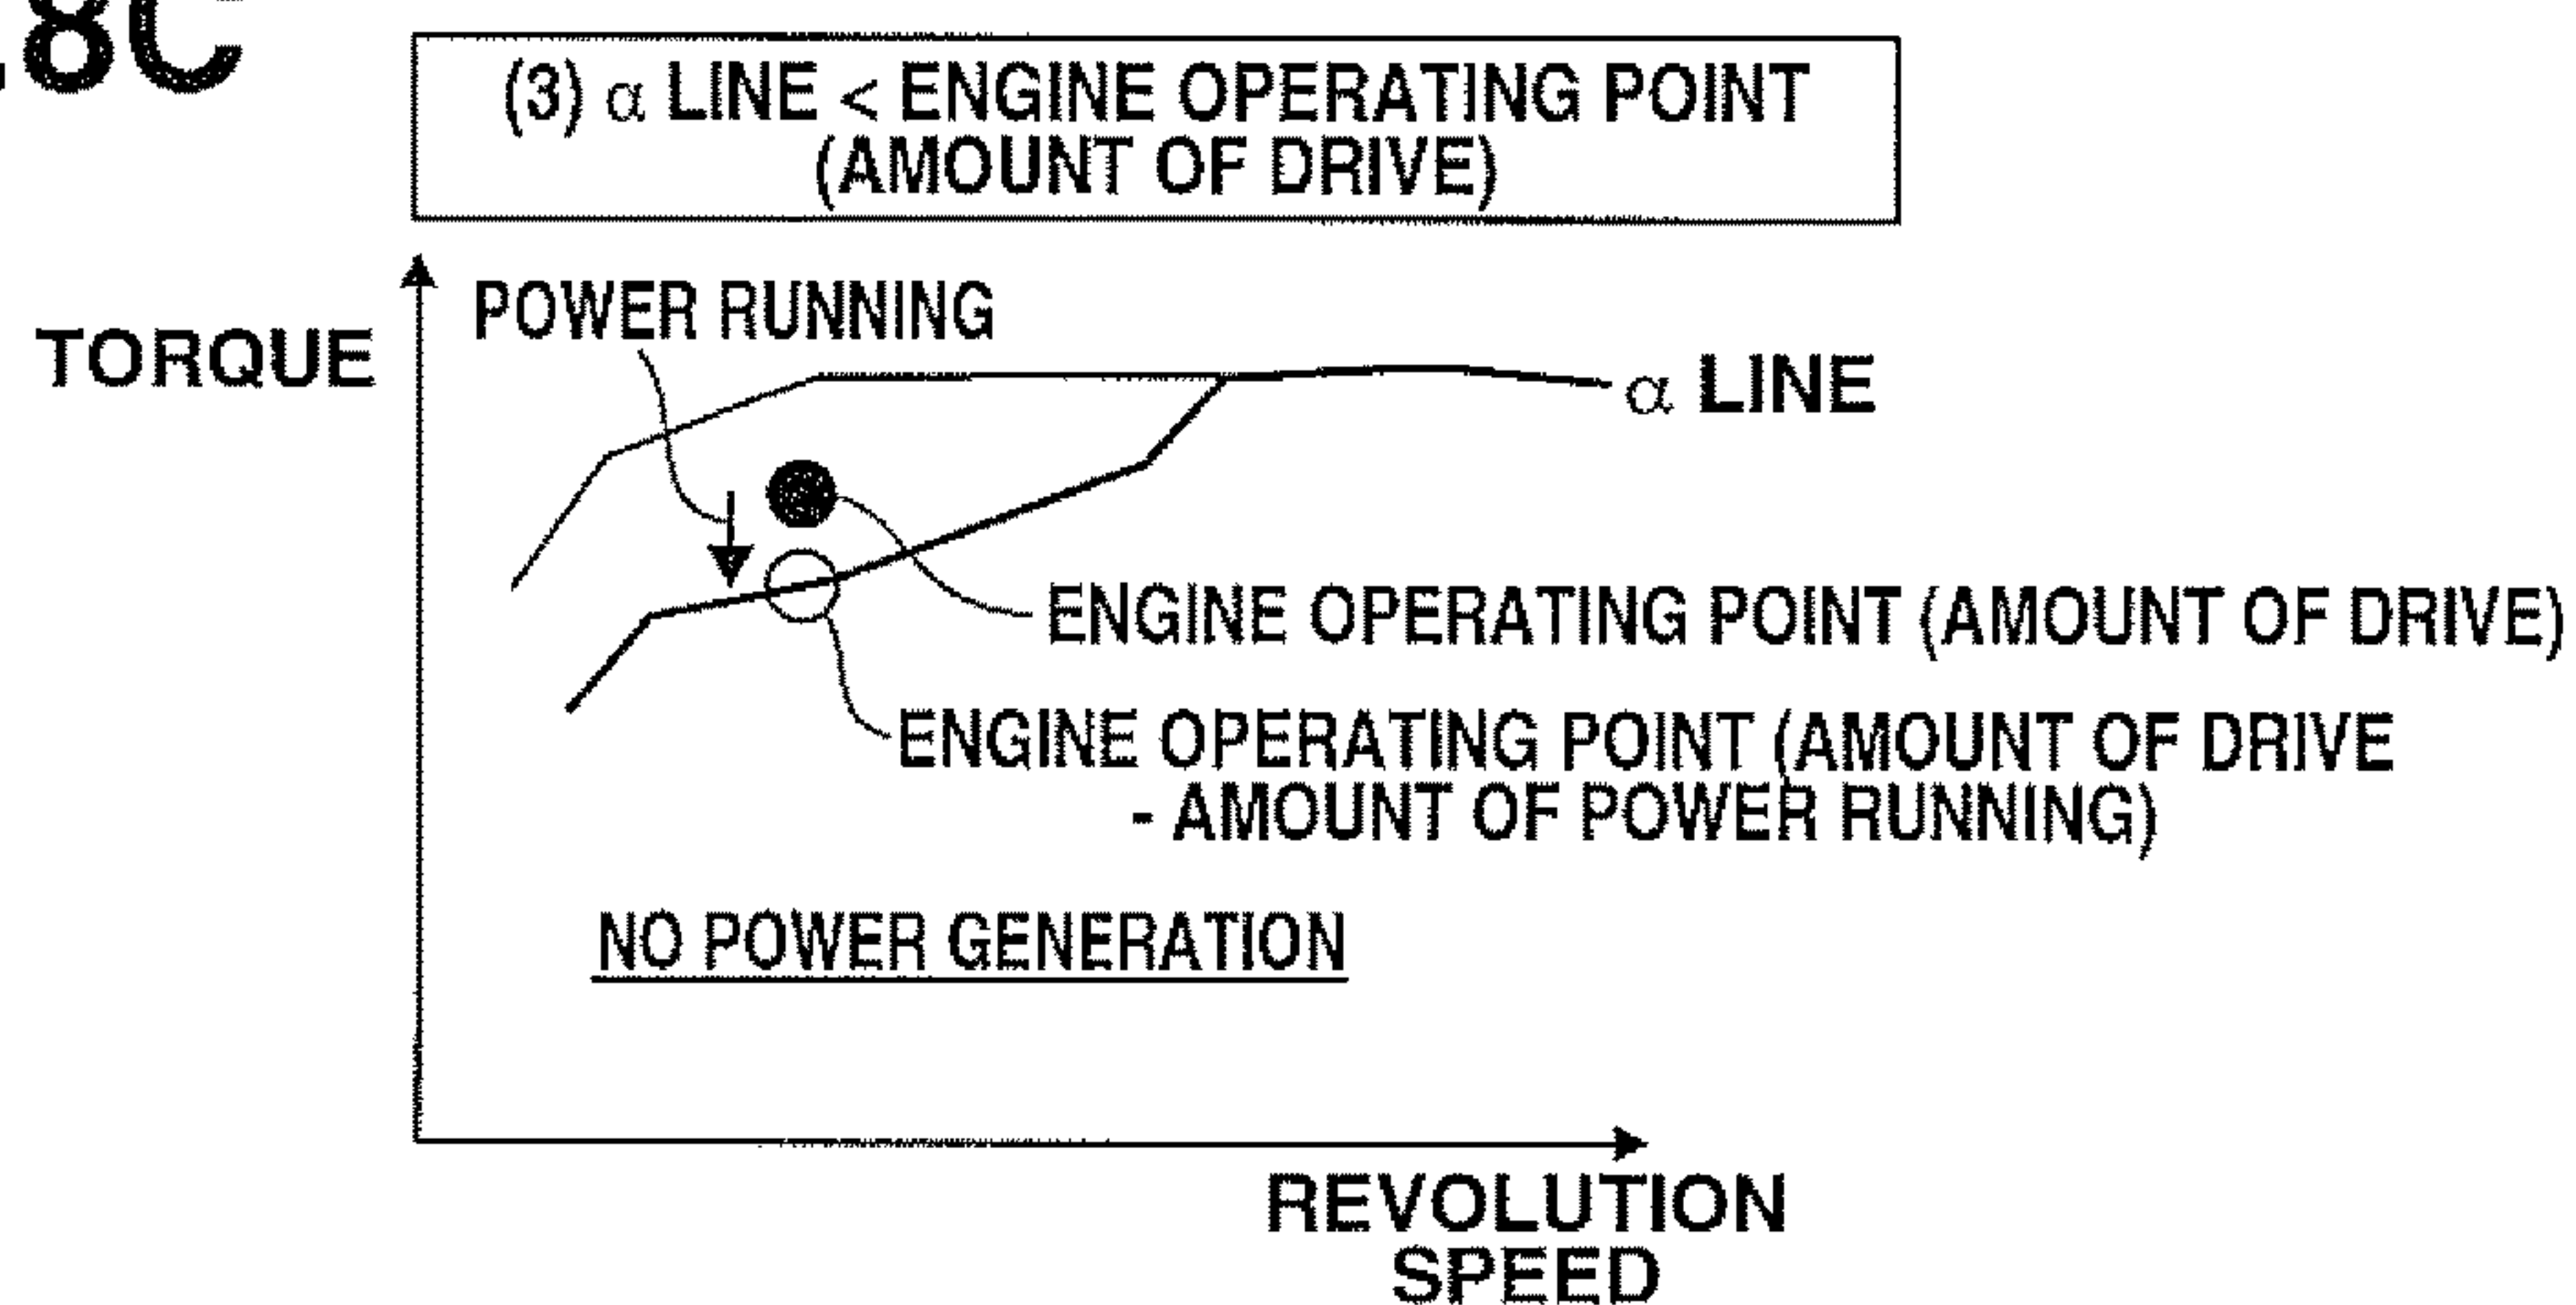 .8C
(3) α LINE < ENGINE OPERATING POINT
(AMOUNT OF DRIVE)
TORQUE
POWER RUNNING
α LINE
ENGINE OPERATING POINT (AMOUNT OF DRIVE)
ENGINE OPERATING POINT (AMOUNT OF DRIVE
- AMOUNT OF POWER RUNNING)
NO POWER GENERATION
REVOLUTION
SPEED